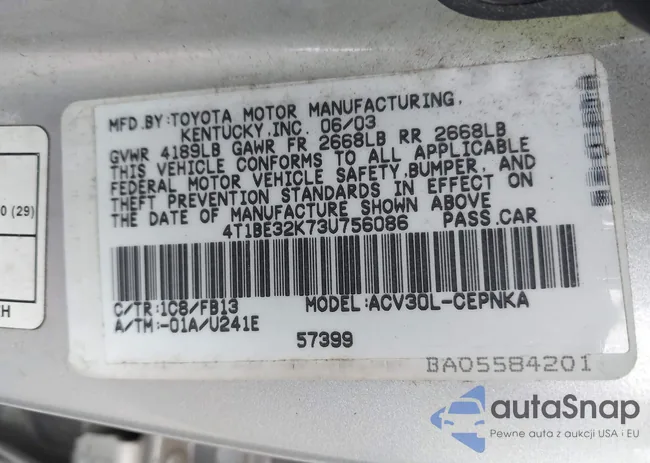 MFD.BY:TOYOTA MOTOR MANUFACTURING,
KENTUCKY,INC. 06/03
GVWR 4189LB GAWR FR 2668LB RR 2668LB
THIS VEHICLE CONFORMS TO ALL APPLICABLE
FEDERAL MOTOR VEHICLE SAFETY,BUMPER, AND
THEFT PREVENTION STANDARDS IN EFFECT ON
THE DATE OF MANUFACTURE SHOWN ABOVE
4T1BE32K73U756086 PASS.CAR
C/TR:1C8/FB13 MODEL:ACV30L-CEPNKA
A/TM:-01A/U241E
57399
BA05584201
0 (29)
EH
autaSnap
Pewne auta z aukcji USA i EU